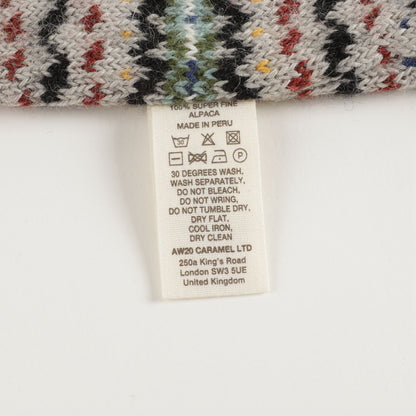 100% SUPER FINE
ALPACA
MADE IN PERU
30
P
30 DEGREES WASH.
WASH SEPARATELY.
DO NOT BLEACH.
DO NOT WRING.
DO NOT TUMBLE DRY.
DRY FLAT.
COOL IRON,
DRY CLEAN
AW20 CARAMEL LTD
250a King's Road
London SW3 5UE
United Kingdom